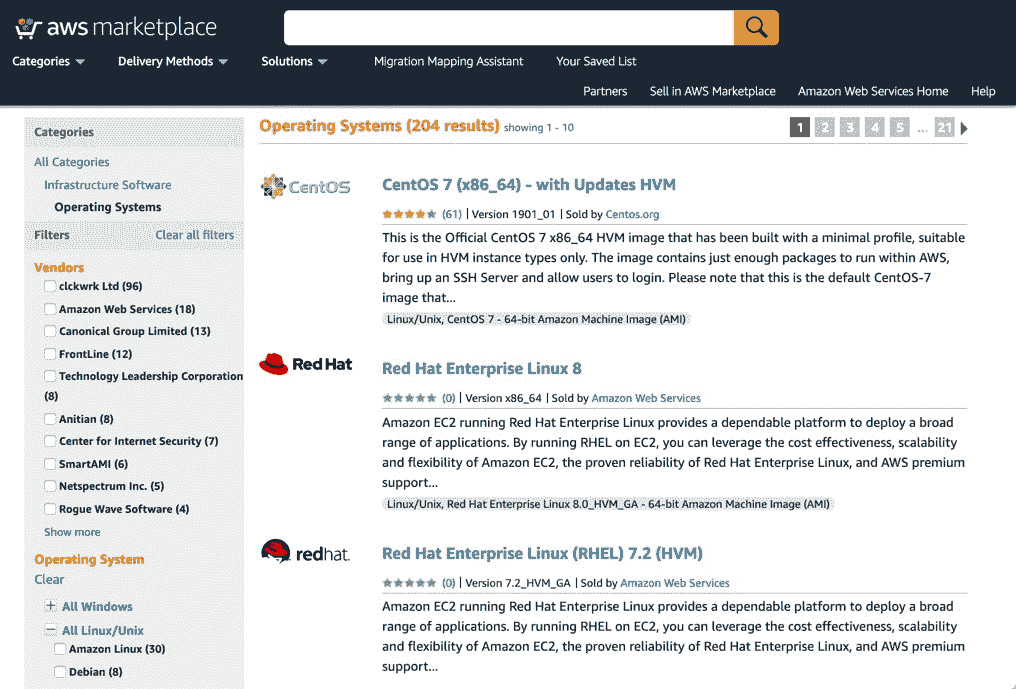 aws marketplace
Categories
Delivery Methods
Solutions
Migration Mapping Assistant
Your Saved List
Partners
Sell in AWS Marketplace
Amazon Web Services Home
Help
Categories
All Categories
Infrastructure Software
Operating Systems
Filters
Clear all filters
Vendors
clckwrk Ltd (96)
Amazon Web Services (18)
Canonical Group Limited (13)
FrontLine (12)
Technology Leadership Corporation
(8)
Anitian (8)
Center for Internet Security (7)
SmartAMI (6)
Netspectrum Inc. (5)
Rogue Wave Software (4)
Show more
Operating System
Clear
All Windows
All Linux/Unix
Amazon Linux (30)
Debian (8)
Operating Systems (204 results) showing 1 - 10
1 2 3 4 5 ... 21
CentOS
CentOS 7 (x86_64) - with Updates HVM
(61) | Version 1901_01 | Sold by Centos.org
This is the Official CentOS 7 x86_64 HVM image that has been built with a minimal profile, suitable
for use in HVM instance types only. The image contains just enough packages to run within AWS,
bring up an SSH Server and allow users to login. Please note that this is the default CentOS-7
image that...
Linux/Unix, CentOS 7 - 64-bit Amazon Machine Image (AMI)
Red Hat
Red Hat Enterprise Linux 8
(0) | Version x86_64 | Sold by Amazon Web Services
Amazon EC2 running Red Hat Enterprise Linux provides a dependable platform to deploy a broad
range of applications. By running RHEL on EC2, you can leverage the cost effectiveness, scalability
and flexibility of Amazon EC2, the proven reliability of Red Hat Enterprise Linux, and AWS premium
support...
Linux/Unix, Red Hat Enterprise Linux 8.0_HVM_GA - 64-bit Amazon Machine Image (AMI)
redhat.
Red Hat Enterprise Linux (RHEL) 7.2 (HVM)
(0) | Version 7.2_HVM_GA | Sold by Amazon Web Services
Amazon EC2 running Red Hat Enterprise Linux provides a dependable platform to deploy a broad
range of applications. By running RHEL on EC2, you can leverage the cost effectiveness, scalability
and flexibility of Amazon EC2, the proven reliability of Red Hat Enterprise Linux, and AWS premium
support...